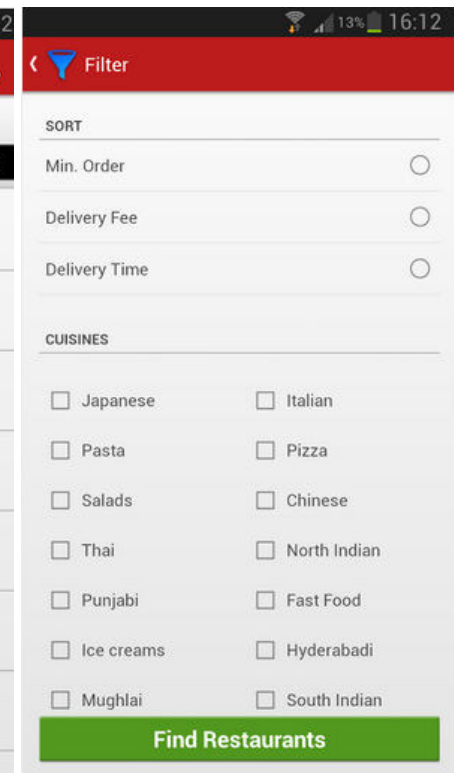 2
13% 16:12
Filter
SORT
Min. Order
Delivery Fee
Delivery Time
CUISINES
Japanese Italian
Pasta Pizza
Salads Chinese
Thai North Indian
Punjabi Fast Food
Ice creams Hyderabadi
Mughlai South Indian
Find Restaurants